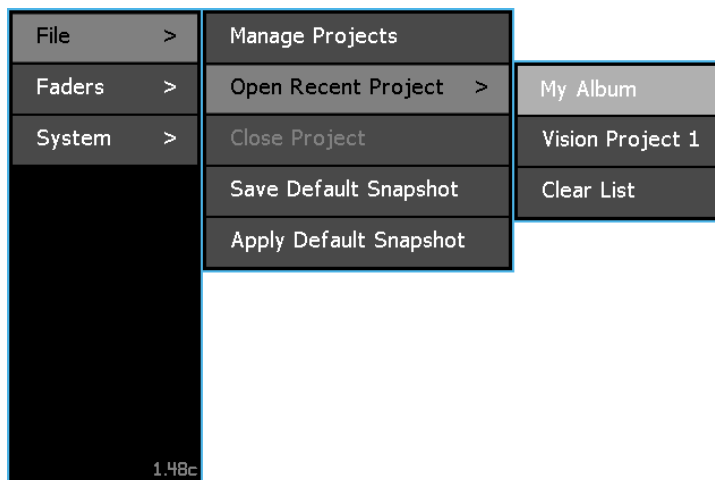 File >
Faders >
System >
1.48c
Manage Projects
Open Recent Project >
Close Project
Save Default Snapshot
Apply Default Snapshot
My Album
Vision Project 1
Clear List